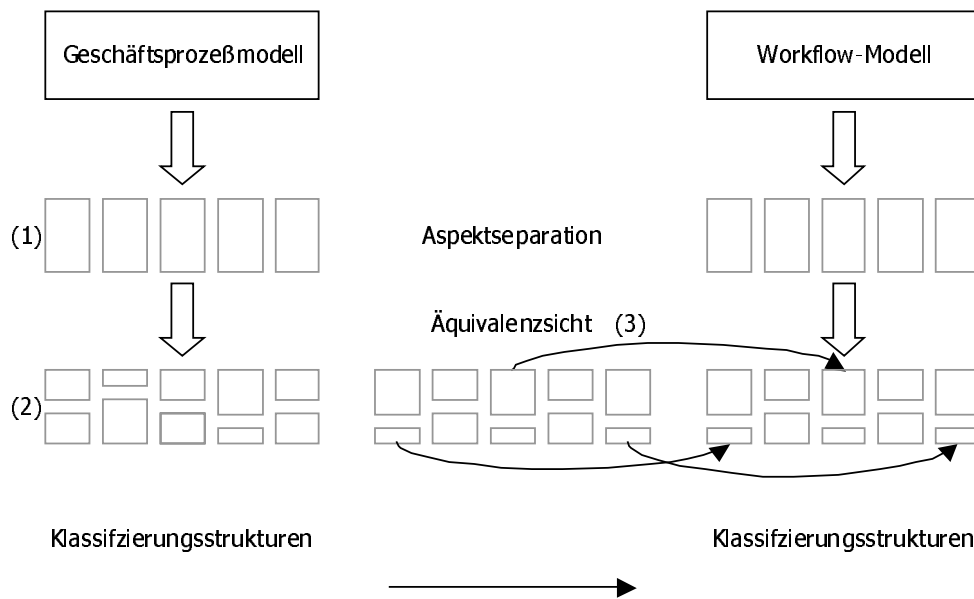 Geschäftsprozeßmodell
Workflow-Modell
(1)
Aspektseparation
Äquivalenzsicht (3)
(2)
Klassifzierungsstrukturen
Klassifzierungsstrukturen